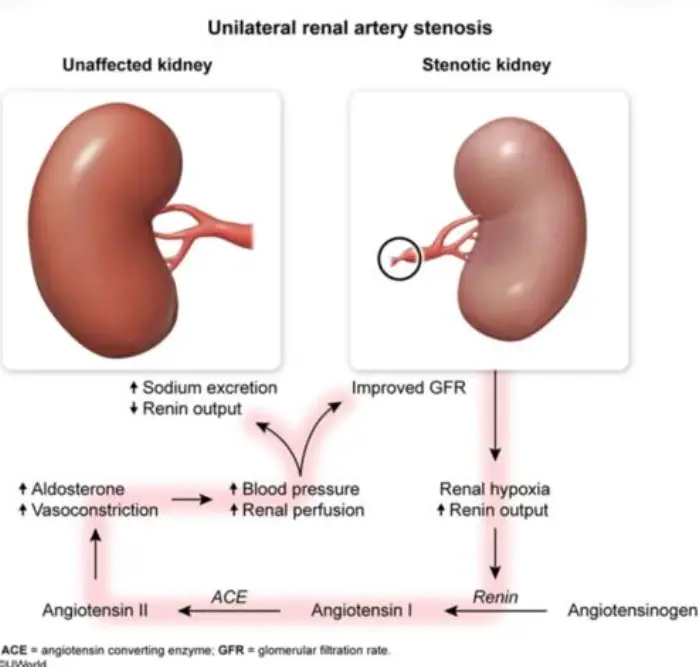 Unilateral renal artery stenosis
Unaffected kidney
Stenotic kidney
↑ Sodium excretion
↓ Renin output
Improved GFR
↑ Aldosterone
↑ Vasoconstriction
↑ Blood pressure
↑ Renal perfusion
Renal hypoxia
↑ Renin output
Angiotensin II
ACE
Angiotensin I
Renin
Angiotensinogen
ACE = angiotensin converting enzyme; GFR = glomerular filtration rate.
©UWorld